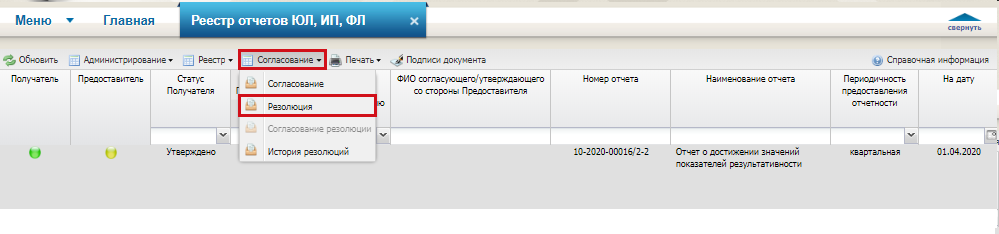 Меню Главная Реестр отчетов ЮЛ, ИП, ФЛ
свернуть
Обновить Администрирование Реестр Согласование Печать Подписи документа Справочная информация
Получатель Предоставитель Статус Получателя ФИО согласующего/утверждающего со стороны Предоставителя Номер отчета Наименование отчета Периодичность предоставления отчетности На дату
Согласование
Резолюция
Согласование резолюции
История резолюций
Утверждено 10-2020-00016/2-2 Отчет о достижении значений показателей результативности квартальная 01.04.2020